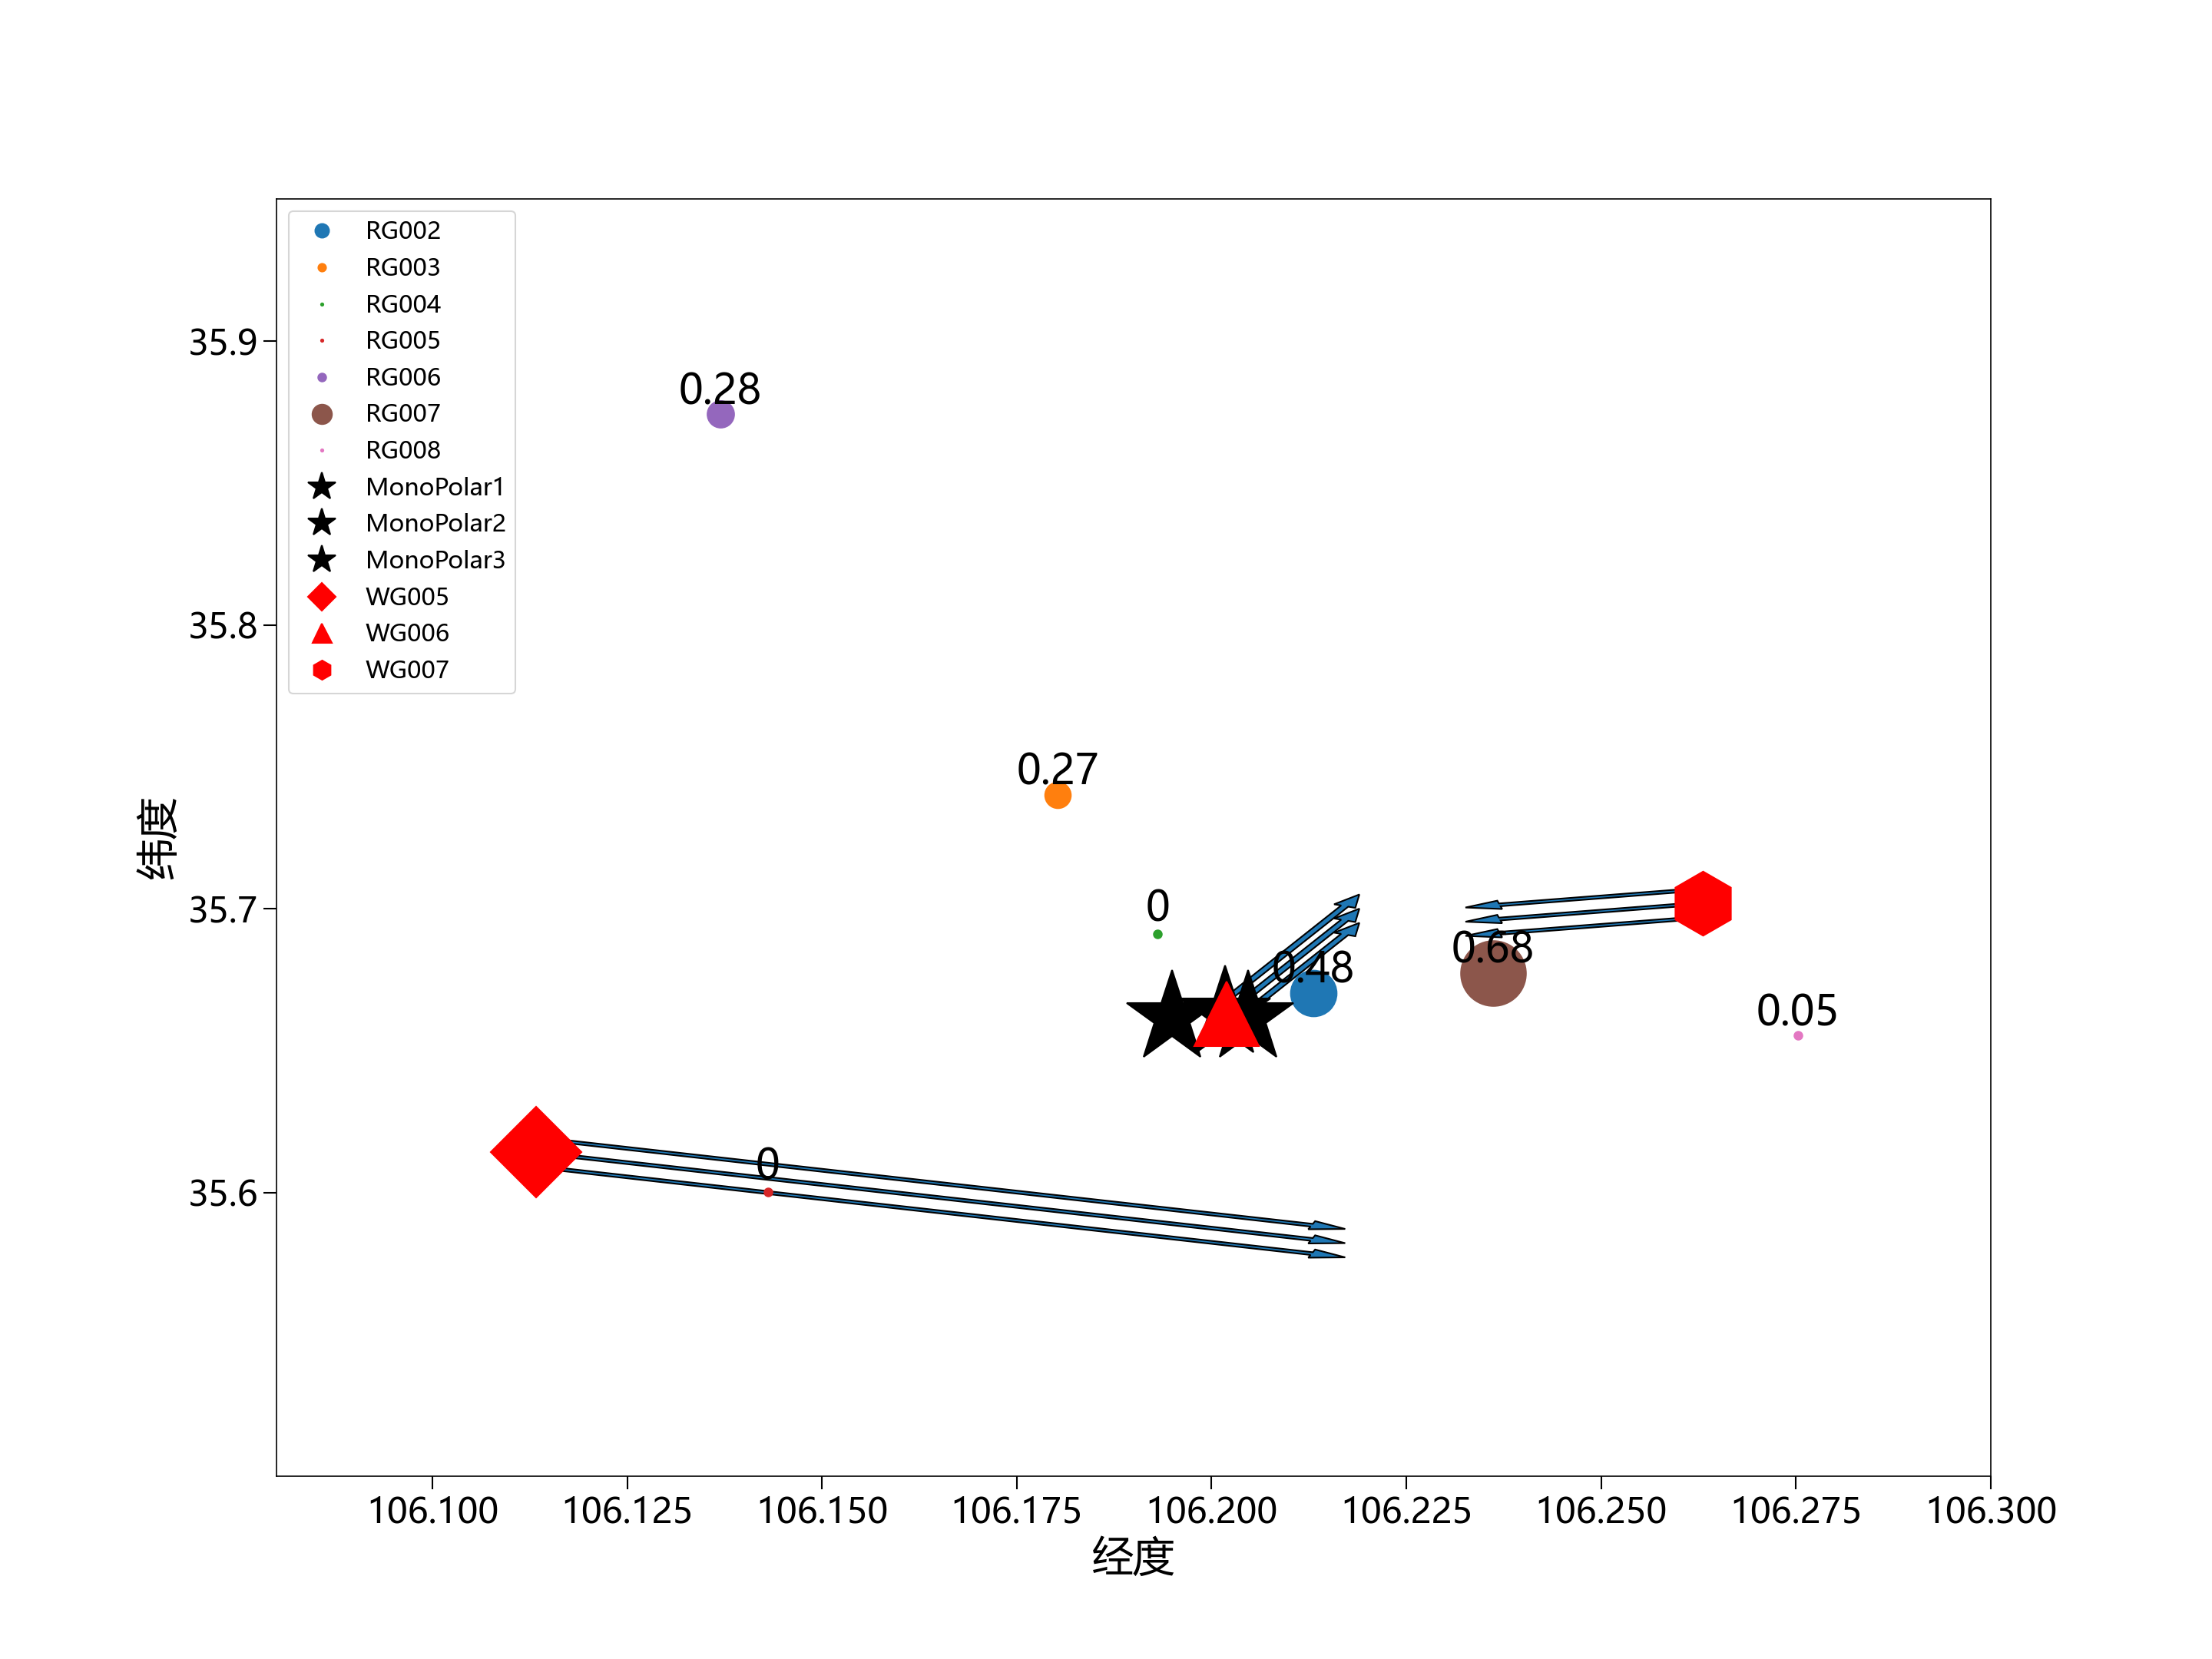 RG002
RG003
RG004
RG005
RG006
RG007
RG008
MonoPolar1
MonoPolar2
MonoPolar3
WG005
WG006
WG007
35.9
35.8
35.7
35.6
纬度
0.28
0.27
0
0.48
0.68
0.05
0
106.100
106.125
106.150
106.175
106.200
106.225
106.250
106.275
106.300
经度